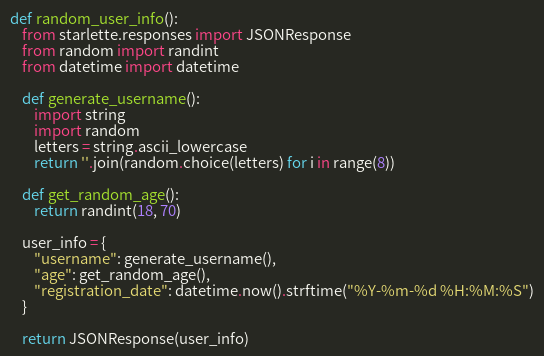 def random_user_info():
    from starlette.responses import JSONResponse
    from random import randint
    from datetime import datetime

    def generate_username():
        import string
        import random
        letters = string.ascii_lowercase
        return ''.join(random.choice(letters) for i in range(8))

    def get_random_age():
        return randint(18, 70)

    user_info = {
        "username": generate_username(),
        "age": get_random_age(),
        "registration_date": datetime.now().strftime("%Y-%m-%d %H:%M:%S")
    }

    return JSONResponse(user_info)